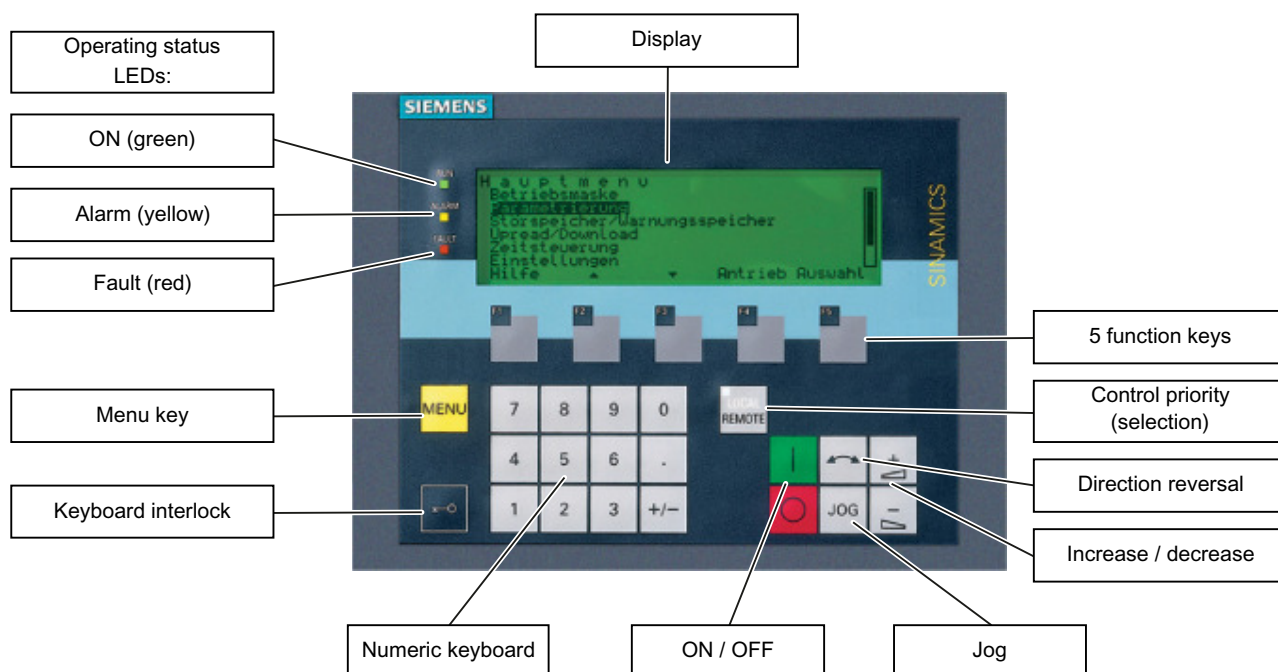 Operating status
LEDs:
Display
SIEMENS
ON (green)
RUN
Hauptmenu
Betriebsmaske
Alarm (yellow)
ALARM
Parametrierung
Störspeicher/Warnungsspeicher
Upread/Download
FAULT
Zeitsteuerung
Einstellungen
Fault (red)
Hilfe ▲ ▼ Antrieb Auswahl
SINAMICS
F1 F2 F3 F4 F5
5 function keys
Menu key
MENU
7 8 9 0
LOCAL
REMOTE
Control priority
(selection)
4 5 6 .
+
Direction reversal
Keyboard interlock
1 2 3 +/-
JOG
-
Increase / decrease
Numeric keyboard
ON / OFF
Jog